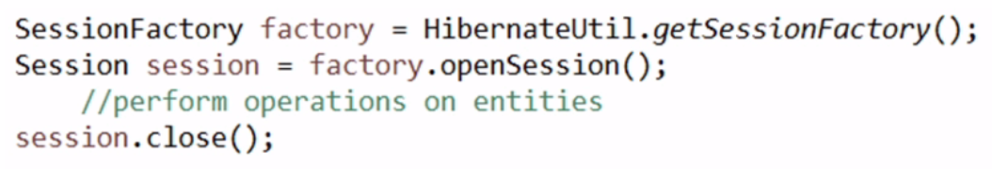 SessionFactory factory = HibernateUtil.getSessionFactory();
Session session = factory.openSession();
//perform operations on entities
session.close();